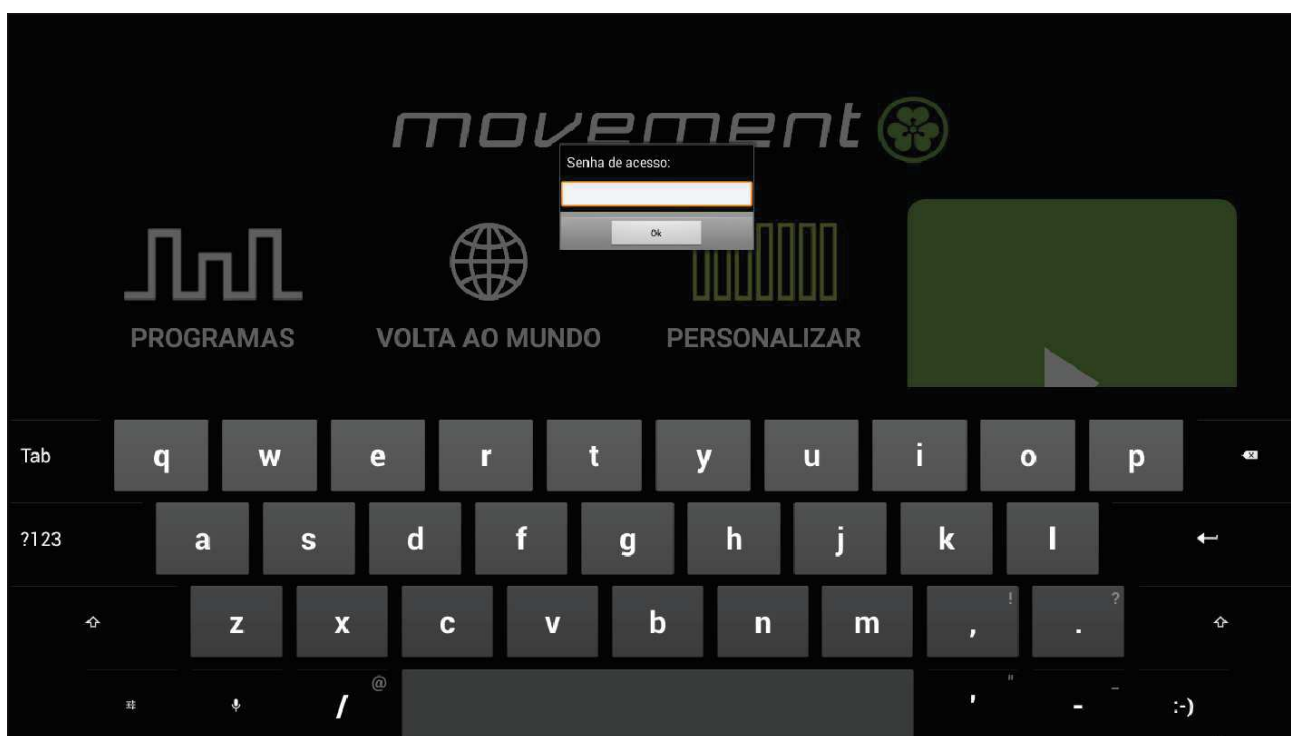 movement
Senha de acesso:
Ok
PROGRAMAS VOLTA AO MUNDO PERSONALIZAR
Tab q w e r t y u i o p
?123 a s d f g h j k l
z x c v b n m , ! . ?
/ @ ' " - _ :-)